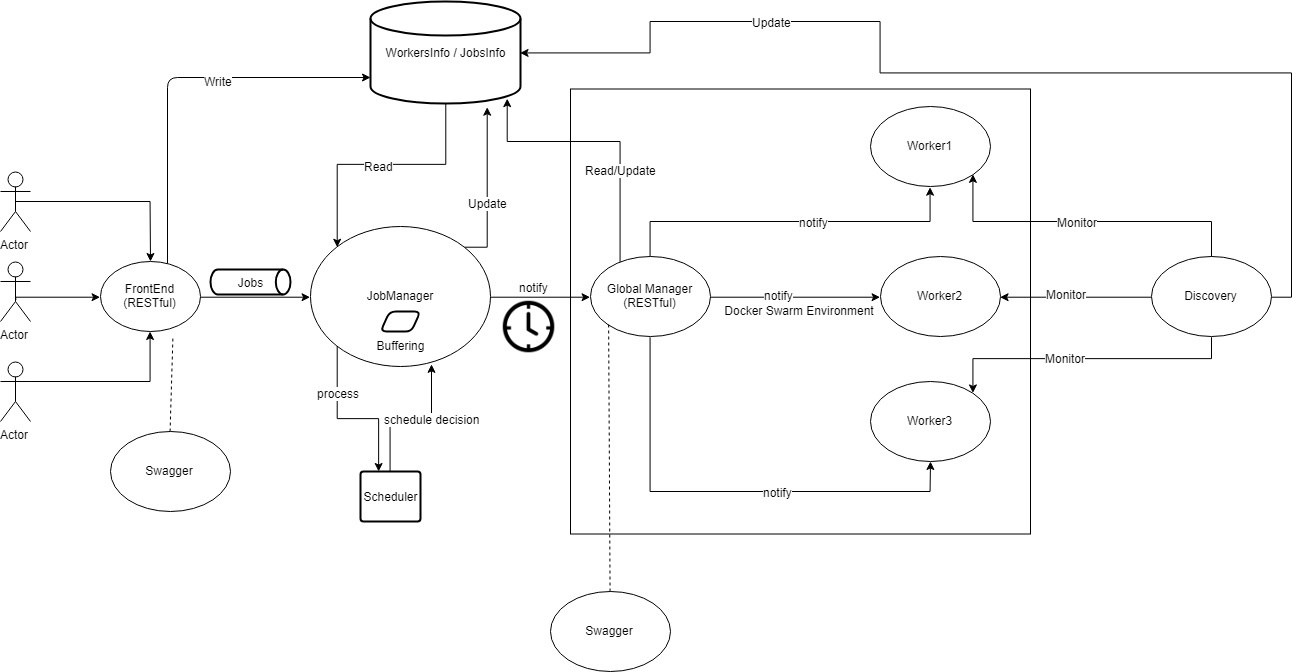 Update
WorkersInfo / JobsInfo
Write
Worker1
Read
Read/Update
Update
notify
Monitor
Actor
FrontEnd
(RESTful)
Jobs
JobManager
Buffering
notify
Global Manager
(RESTful)
notify
Docker Swarm Environment
Worker2
Monitor
Discovery
Actor
Monitor
process
schedule decision
Worker3
Actor
Swagger
Scheduler
notify
Swagger